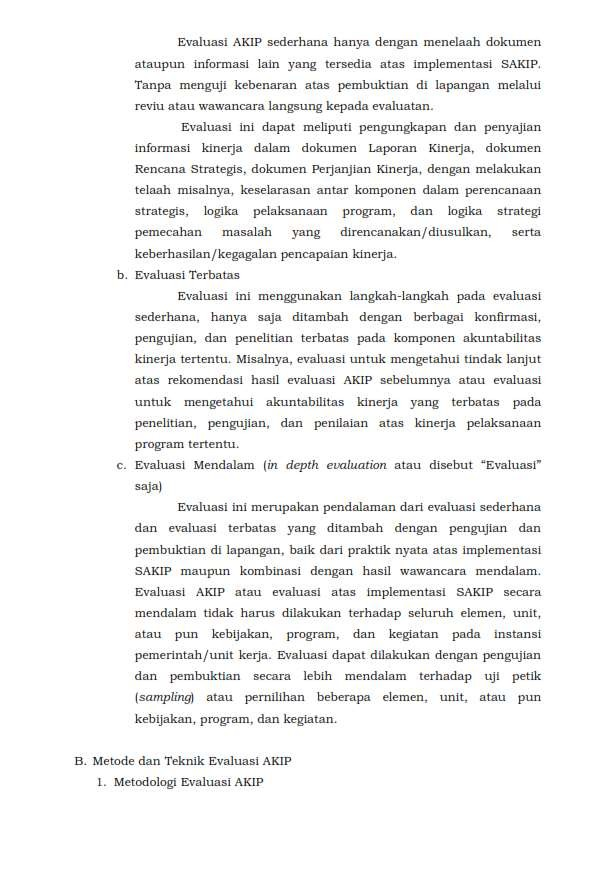 Evaluasi AKIP sederhana hanya dengan menelaah dokumen
ataupun informasi lain yang tersedia atas implementasi SAKIP.
Tanpa menguji kebenaran atas pembuktian di lapangan melalui
reviu atau wawancara langsung kepada evaluatan.
Evaluasi ini dapat meliputi pengungkapan dan penyajian
informasi kinerja dalam dokumen Laporan Kinerja, dokumen
Rencana Strategis, dokumen Perjanjian Kinerja, dengan melakukan
telaah misalnya, keselarasan antar komponen dalam perencanaan
strategis, logika pelaksanaan program, dan logika strategi
pemecahan masalah yang direncanakan/diusulkan, serta
keberhasilan/kegagalan pencapaian kinerja.
b. Evaluasi Terbatas
Evaluasi ini menggunakan langkah-langkah pada evaluasi
sederhana, hanya saja ditambah dengan berbagai konfirmasi,
pengujian, dan penelitian terbatas pada komponen akuntabilitas
kinerja tertentu. Misalnya, evaluasi untuk mengetahui tindak lanjut
atas rekomendasi hasil evaluasi AKIP sebelumnya atau evaluasi
untuk mengetahui akuntabilitas kinerja yang terbatas pada
penelitian, pengujian, dan penilaian atas kinerja pelaksanaan
program tertentu.
c. Evaluasi Mendalam (in depth evaluation atau disebut “Evaluasi”
saja)
Evaluasi ini merupakan pendalaman dari evaluasi sederhana
dan evaluasi terbatas yang ditambah dengan pengujian dan
pembuktian di lapangan, baik dari praktik nyata atas implementasi
SAKIP maupun kombinasi dengan hasil wawancara mendalam.
Evaluasi AKIP atau evaluasi atas implementasi SAKIP secara
mendalam tidak harus dilakukan terhadap seluruh elemen, unit,
atau pun kebijakan, program, dan kegiatan pada instansi
pemerintah/unit kerja. Evaluasi dapat dilakukan dengan pengujian
dan pembuktian secara lebih mendalam terhadap uji petik
(sampling) atau pernilihan beberapa elemen, unit, atau pun
kebijakan, program, dan kegiatan.
B. Metode dan Teknik Evaluasi AKIP
1. Metodologi Evaluasi AKIP